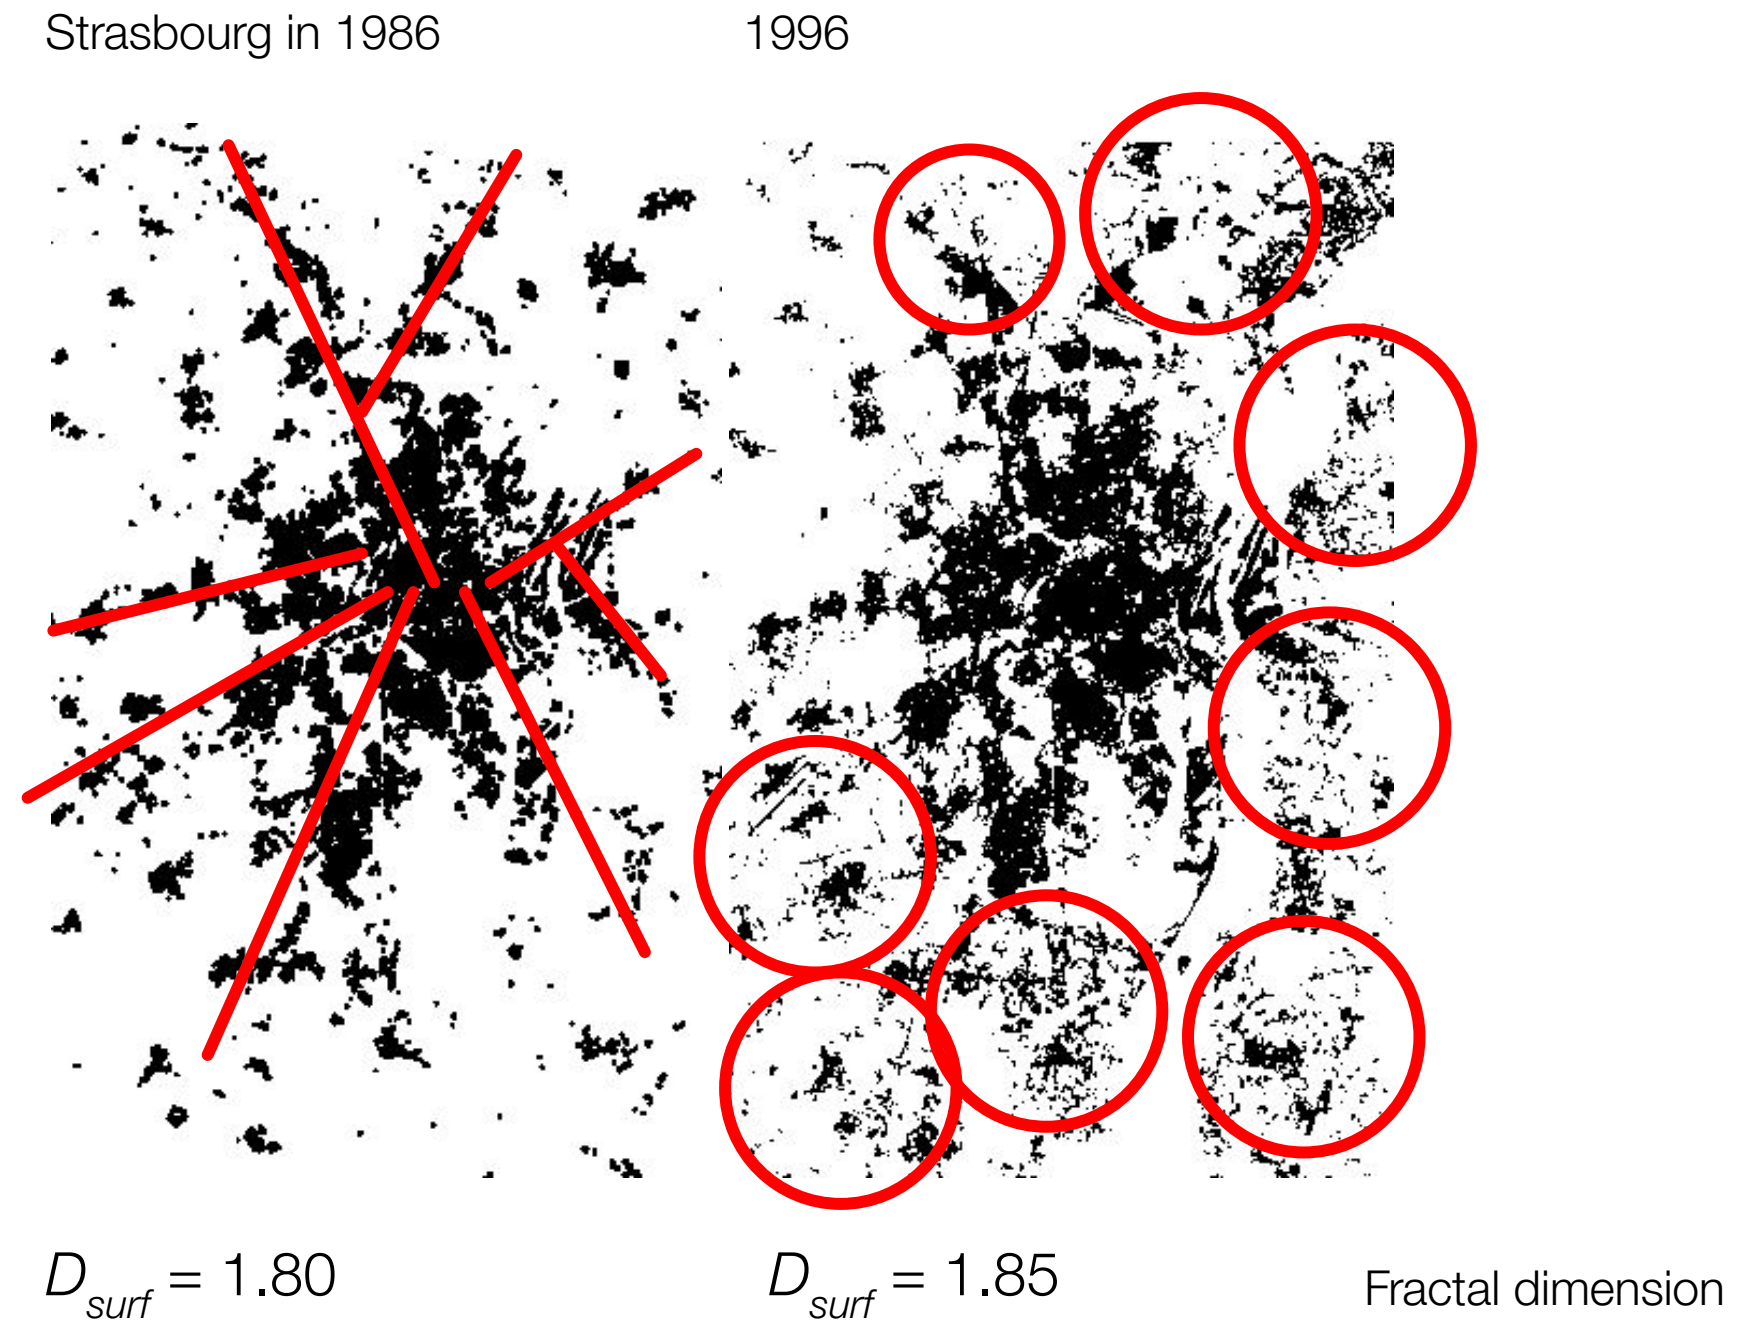 Strasbourg in 1986
1996
D_surf = 1.80
D_surf = 1.85
Fractal dimension